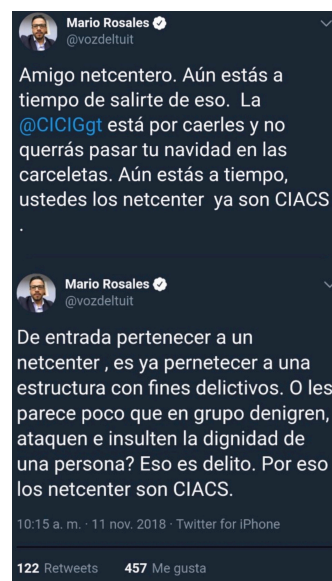 Mario Rosales
@vozdeltuit
Amigo netcentero. Aún estás a
tiempo de salirte de eso.  La
@CICIGgt está por caerles y no
querrás pasar tu navidad en las
carceletas. Aún estás a tiempo,
ustedes los netcenter  ya son CIACS
.
Mario Rosales
@vozdeltuit
De entrada pertenecer a un
netcenter , es ya pernetecer a una
estructura con fines delictivos. O les
parece poco que en grupo denigren,
ataquen e insulten la dignidad de
una persona? Eso es delito. Por eso
los netcenter son CIACS.
10:15 a. m. · 11 nov. 2018 · Twitter for iPhone
122 Retweets    457 Me gusta